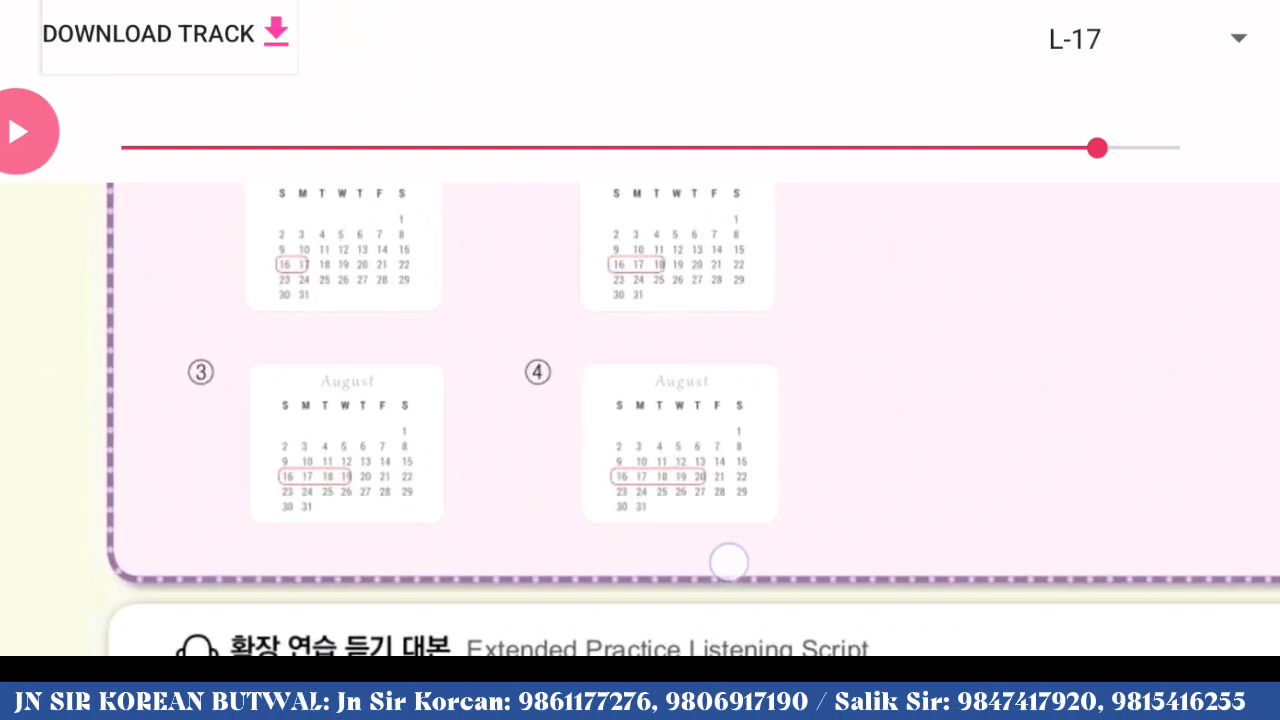 DOWNLOAD TRACK
L-17
S M T W T F S
1
2 3 4 5 6 7 8
9 10 11 12 13 14 15
16 17 18 19 20 21 22
23 24 25 26 27 28 29
30 31
S M T W T F S
1
2 3 4 5 6 7 8
9 10 11 12 13 14 15
16 17 18 19 20 21 22
23 24 25 26 27 28 29
30 31
③
August
S M T W T F S
1
2 3 4 5 6 7 8
9 10 11 12 13 14 15
16 17 18 19 20 21 22
23 24 25 26 27 28 29
30 31
④
August
S M T W T F S
1
2 3 4 5 6 7 8
9 10 11 12 13 14 15
16 17 18 19 20 21 22
23 24 25 26 27 28 29
30 31
확장 연습 듣기 대본 Extended Practice Listening Script
JN SIR KOREAN BUTWAL: Jn Sir Korean: 9861177276, 9806917190 / Salik Sir: 9847417920, 9815416255